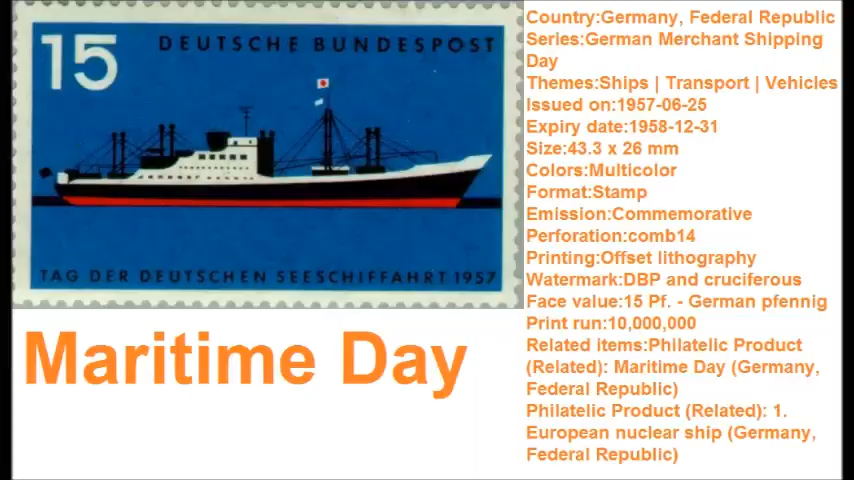 15
DEUTSCHE BUNDESPOST
TAG DER DEUTSCHEN SEESCHIFFAHRT 1957
Maritime Day
Country:Germany, Federal Republic
Series:German Merchant Shipping
Day
Themes:Ships | Transport | Vehicles
Issued on:1957-06-25
Expiry date:1958-12-31
Size:43.3 x 26 mm
Colors:Multicolor
Format:Stamp
Emission:Commemorative
Perforation:comb14
Printing:Offset lithography
Watermark:DBP and cruciferous
Face value:15 Pf. - German pfennig
Print run:10,000,000
Related items:Philatelic Product
(Related): Maritime Day (Germany,
Federal Republic)
Philatelic Product (Related): 1.
European nuclear ship (Germany,
Federal Republic)